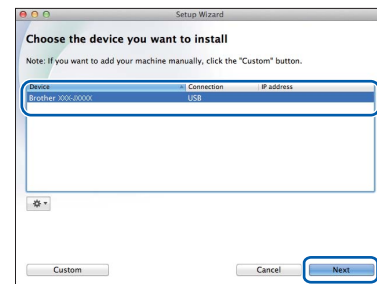 Setup Wizard
Choose the device you want to install
Note: If you want to add your machine manually, click the "Custom" button.
Device Connection IP address
Brother XXX-XXXX USB
Custom Cancel Next